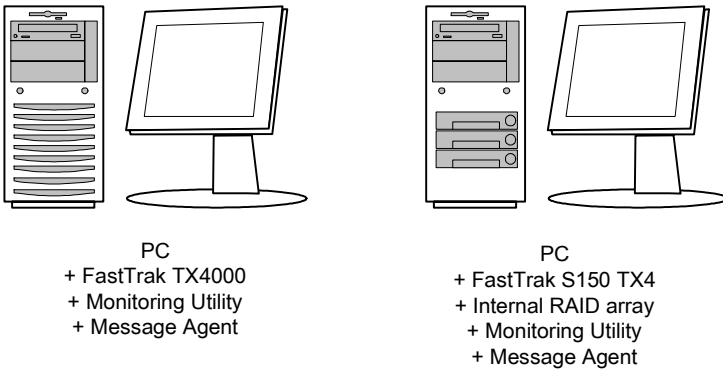 PC
+ FastTrak TX4000
+ Monitoring Utility
+ Message Agent
PC
+ FastTrak S150 TX4
+ Internal RAID array
+ Monitoring Utility
+ Message Agent